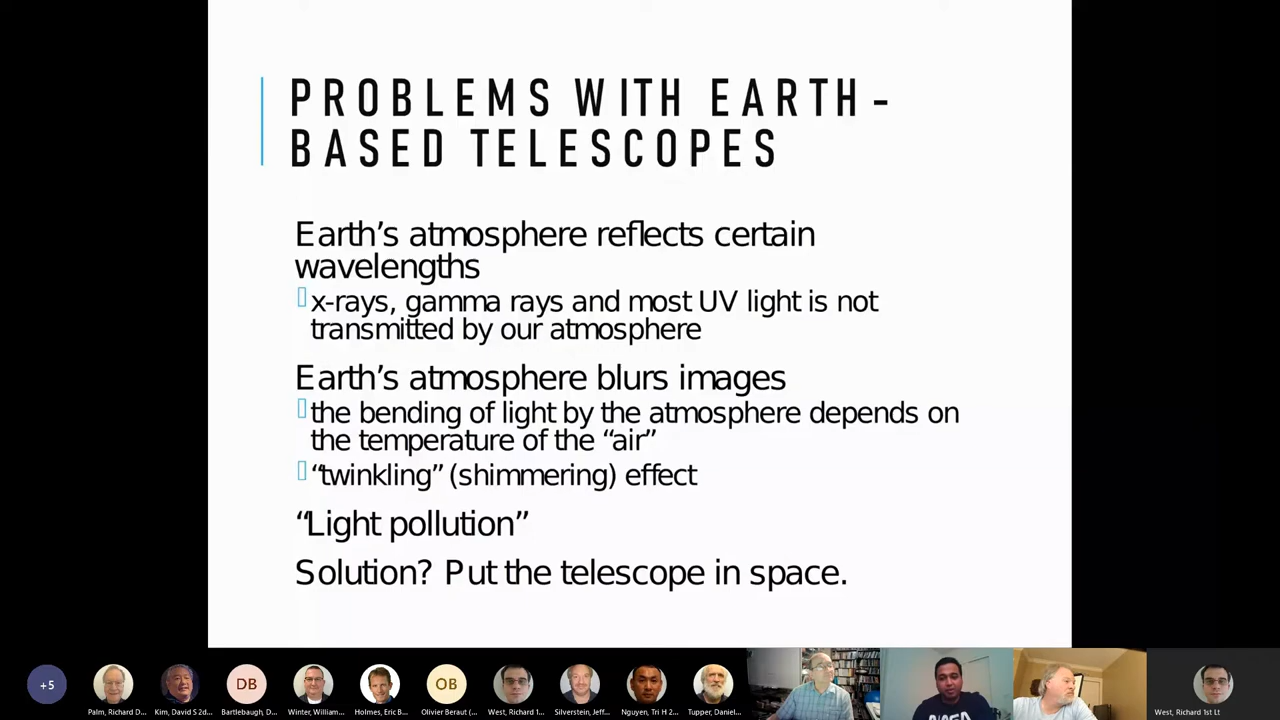 PROBLEMS WITH EARTH-
BASED TELESCOPES
Earth's atmosphere reflects certain
wavelengths
x-rays, gamma rays and most UV light is not
transmitted by our atmosphere
Earth's atmosphere blurs images
the bending of light by the atmosphere depends on
the temperature of the “air”
“twinkling” (shimmering) effect
“Light pollution”
Solution? Put the telescope in space.
+5
DB
OB
Palm, Richard D...
Kim, David S 2d...
Bartlebaugh, D...
Winter, William...
Holmes, Eric B...
Olivier Beraut (...
West, Richard 1...
Silverstein, Jeff...
Nguyen, Tri H 2...
Tupper, Daniel...
West, Richard 1st Lt